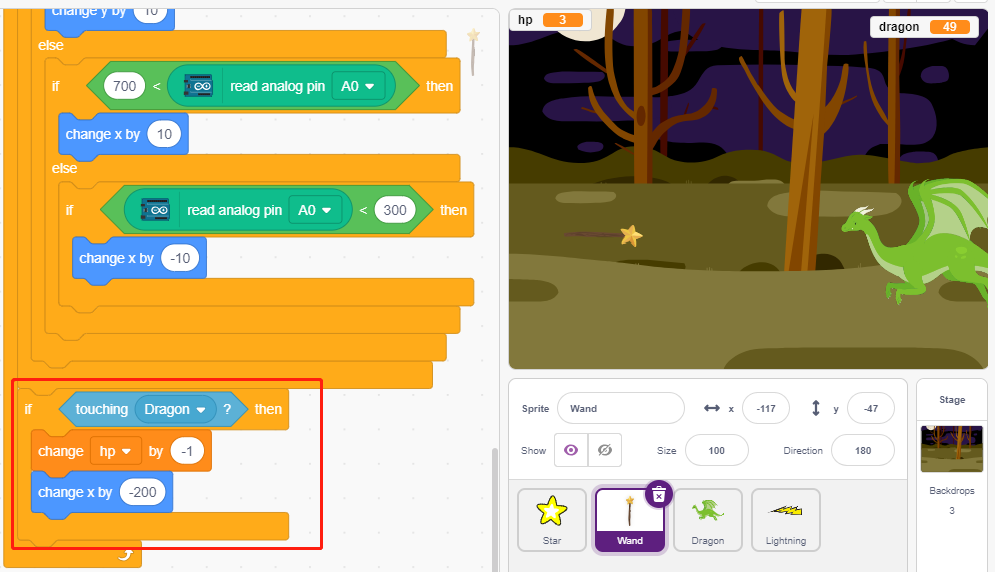 change y by 10
else
if 700 < read analog pin A0 then
change x by 10
else
if read analog pin A0 < 300 then
change x by -10
if touching Dragon ? then
change hp by -1
change x by -200
hp 3
dragon 49
Sprite Wand x -117 y -47
Show Size 100 Direction 180
Star
Wand
Dragon
Lightning
Stage
Backdrops
3